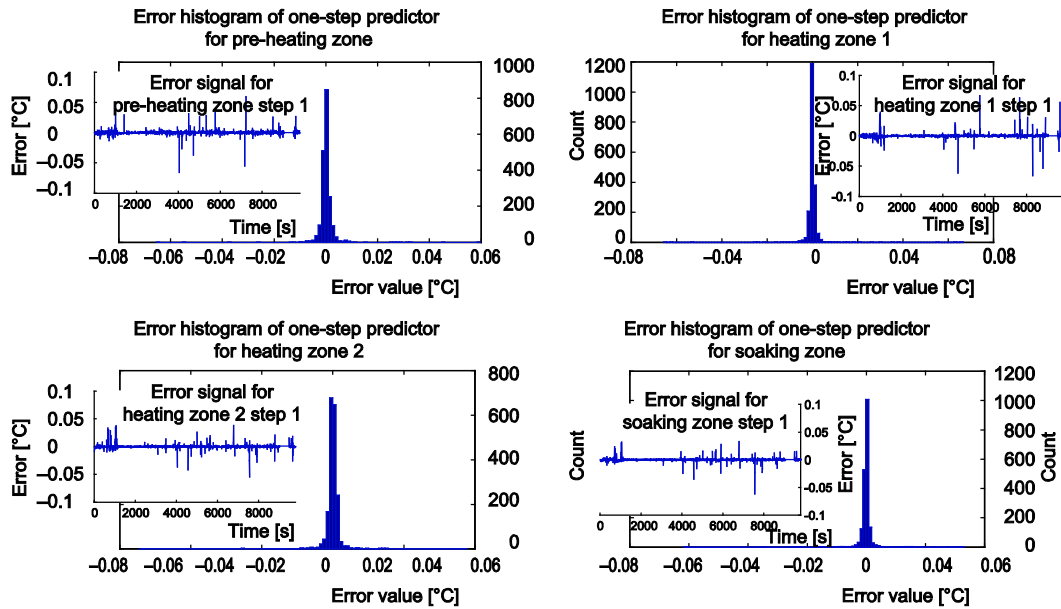 Error histogram of one-step predictor
for pre-heating zone
1000
800
600
400
200
0
0.1
0.05
0
−0.05
−0.1
Error [°C]
Error signal for
pre-heating zone step 1
0 2000 4000 6000 8000
Time [s]
−0.08 −0.06 −0.04 −0.02 0 0.02 0.04 0.06
Error value [°C]
Error histogram of one-step predictor
for heating zone 1
Count
1200
1000
800
600
400
200
0
0.1
0.05
0
−0.05
−0.1
Error [°C]
Error signal for
heating zone 1 step 1
0 2000 4000 6000 8000
Time [s]
−0.08 −0.04 0 0.04 0.08
Error value [°C]
Error histogram of one-step predictor
for heating zone 2
800
600
400
200
0
0.1
0.05
0
−0.05
−0.1
Error [°C]
Error signal for
heating zone 2 step 1
0 2000 4000 6000 8000
Time [s]
−0.08 −0.06 −0.04 −0.02 0 0.02 0.04 0.06
Error value [°C]
Count
Error histogram of one-step predictor
for soaking zone
1200
1000
800
600
400
200
0
Count
0.1
0.05
0
−0.05
−0.1
Error [°C]
Error signal for
soaking zone step 1
0 2000 4000 6000 8000
Time [s]
−0.08 −0.04 0 0.04 0.06
Error value [°C]